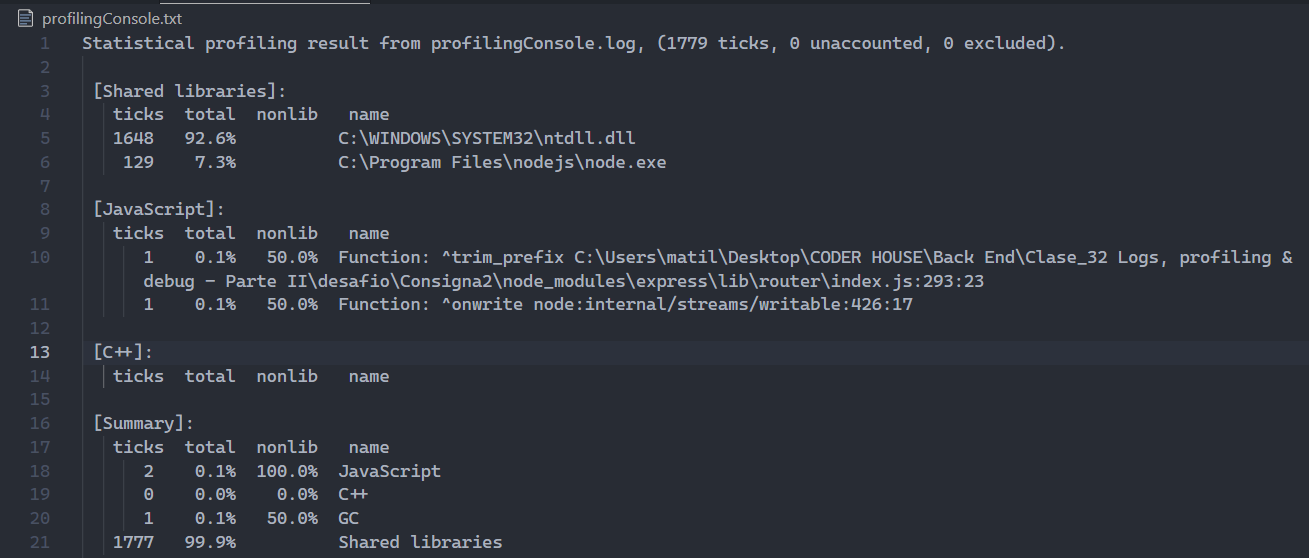 profilingConsole.txt
1 Statistical profiling result from profilingConsole.log, (1779 ticks, 0 unaccounted, 0 excluded).
2
3 [Shared libraries]:
4 ticks total nonlib name
5 1648 92.6% C:\WINDOWS\SYSTEM32\ntdll.dll
6 129 7.3% C:\Program Files\nodejs\node.exe
7
8 [JavaScript]:
9 ticks total nonlib name
10 1 0.1% 50.0% Function: ^trim_prefix C:\Users\matil\Desktop\CODER HOUSE\Back End\Clase_32 Logs, profiling &
debug - Parte II\desafio\Consigna2\node_modules\express\lib\router\index.js:293:23
11 1 0.1% 50.0% Function: ^onwrite node:internal/streams/writable:426:17
12
13 [C++]:
14 ticks total nonlib name
15
16 [Summary]:
17 ticks total nonlib name
18 2 0.1% 100.0% JavaScript
19 0 0.0% 0.0% C++
20 1 0.1% 50.0% GC
21 1777 99.9% Shared libraries